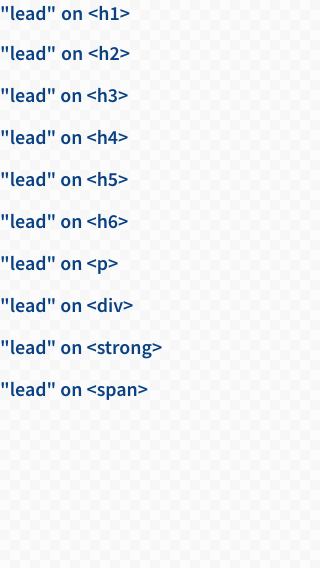 "lead" on <h1>
"lead" on <h2>
"lead" on <h3>
"lead" on <h4>
"lead" on <h5>
"lead" on <h6>
"lead" on <p>
"lead" on <div>
"lead" on <strong>
"lead" on <span>